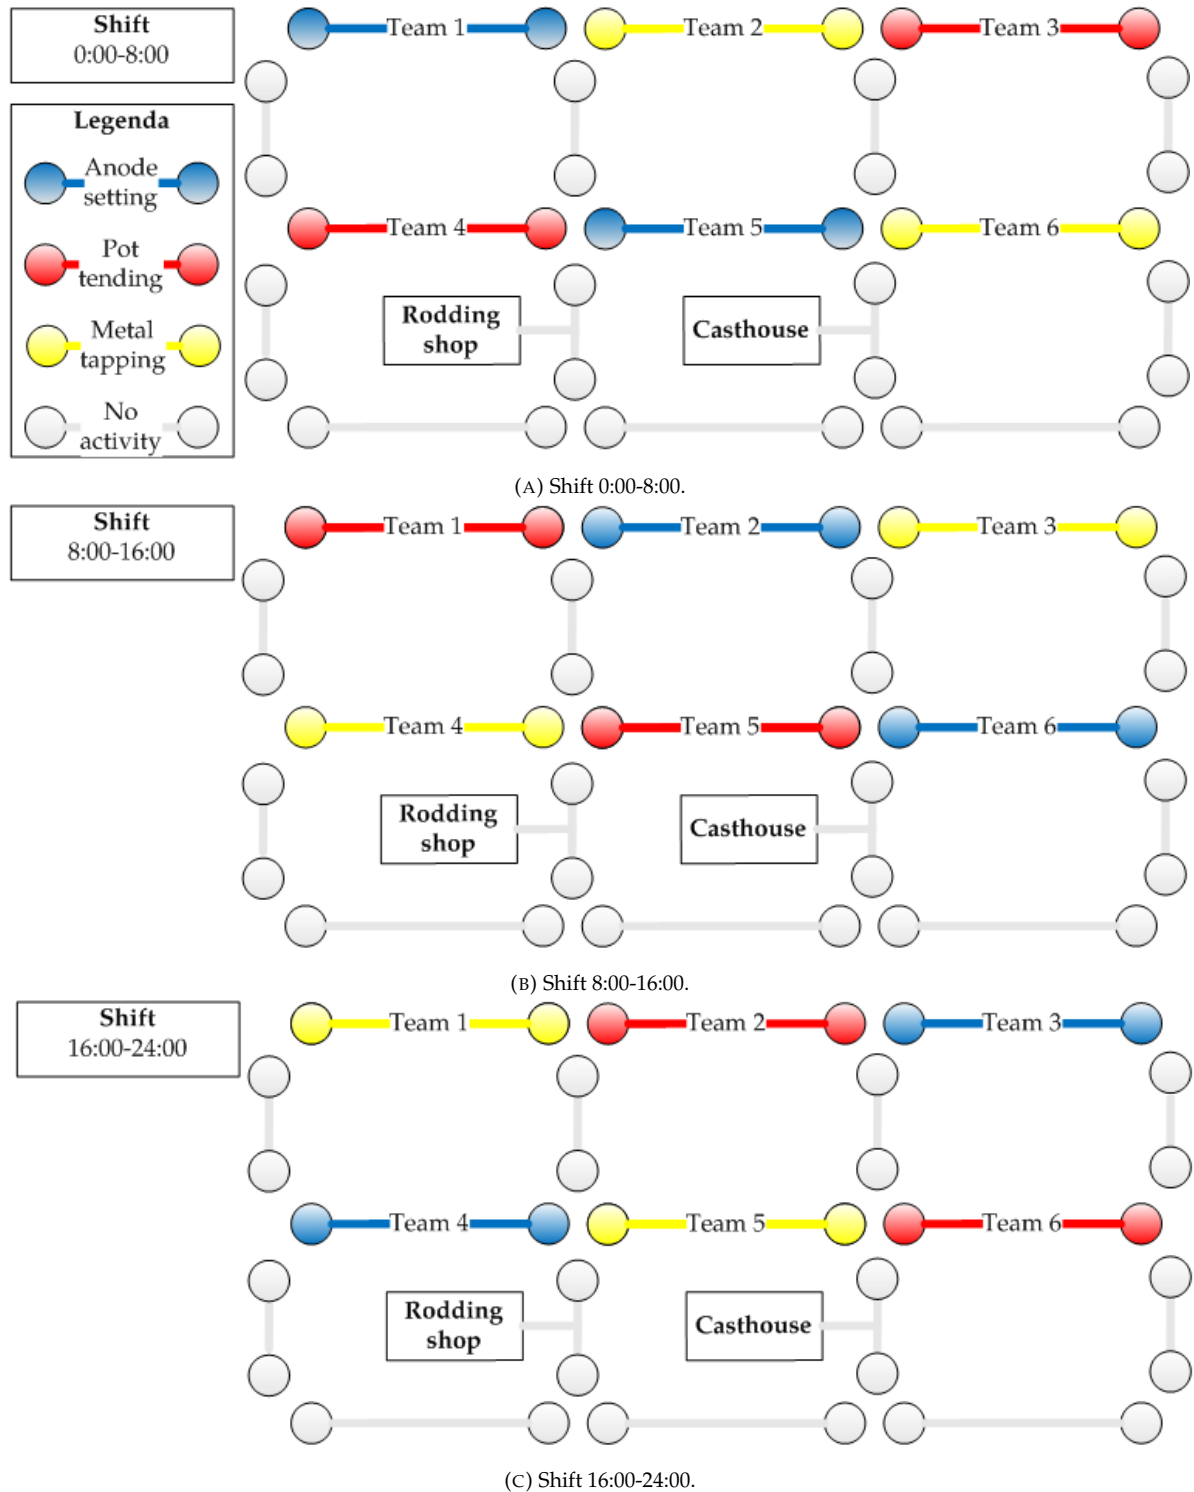 Shift
0:00-8:00
Team 1
Team 2
Team 3
Legenda
Anode
setting
Pot
tending
Metal
tapping
No
activity
Team 4
Team 5
Team 6
Rodding
shop
Casthouse
(A) Shift 0:00-8:00.
Shift
8:00-16:00
Team 1
Team 2
Team 3
Team 4
Team 5
Team 6
Rodding
shop
Casthouse
(B) Shift 8:00-16:00.
Shift
16:00-24:00
Team 1
Team 2
Team 3
Team 4
Team 5
Team 6
Rodding
shop
Casthouse
(C) Shift 16:00-24:00.